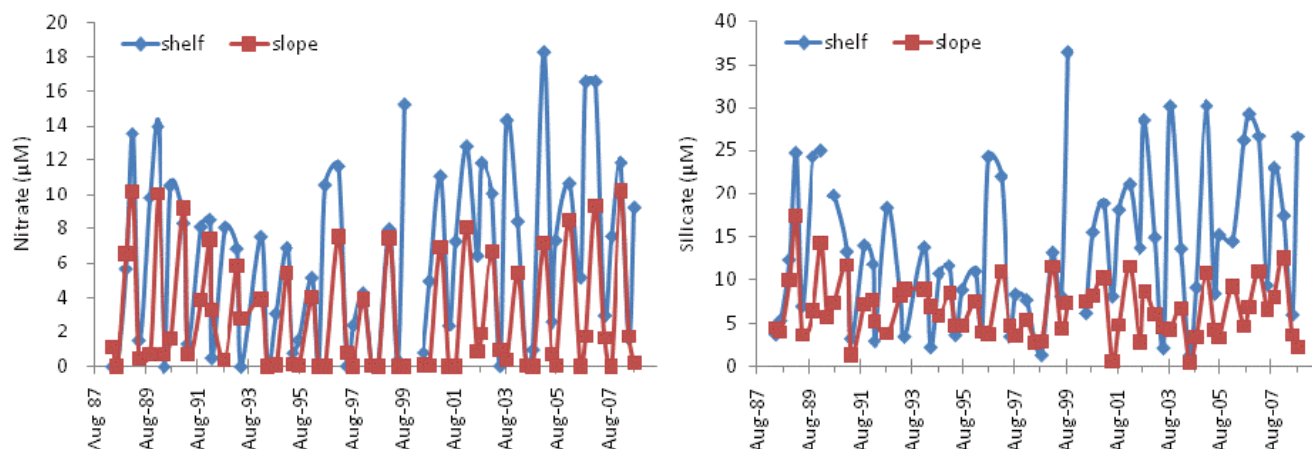 20
18
16
14
12
10
8
6
4
2
0
Nitrate (µM)
shelf slope
Aug-87
Aug-89
Aug-91
Aug-93
Aug-95
Aug-97
Aug-99
Aug-01
Aug-03
Aug-05
Aug-07
40
35
30
25
20
15
10
5
0
Silicate (µM)
shelf slope
Aug-87
Aug-89
Aug-91
Aug-93
Aug-95
Aug-97
Aug-99
Aug-01
Aug-03
Aug-05
Aug-07